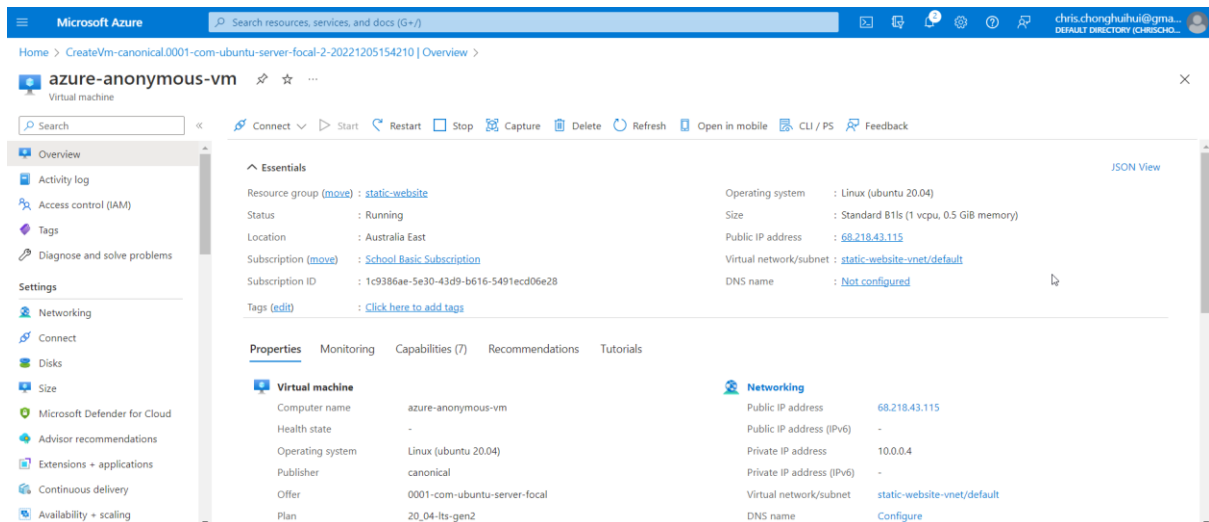 Microsoft Azure
Search resources, services, and docs (G+/)
2
chris.chonghuihui@gma...
DEFAULT DIRECTORY (CHRISCHO...
Home > CreateVm-canonical.0001-com-ubuntu-server-focal-2-20221205154210 | Overview >
azure-anonymous-vm
Virtual machine
Search
Connect Start Restart Stop Capture Delete Refresh Open in mobile CLI / PS Feedback
Overview
Activity log
Access control (IAM)
Tags
Diagnose and solve problems
Settings
Networking
Connect
Disks
Size
Microsoft Defender for Cloud
Advisor recommendations
Extensions + applications
Continuous delivery
Availability + scaling
Essentials
JSON View
Resource group (move) : static-website
Status : Running
Location : Australia East
Subscription (move) : School Basic Subscription
Subscription ID : 1c9386ae-5e30-43d9-b616-5491ecd06e28
Tags (edit) : Click here to add tags
Operating system : Linux (ubuntu 20.04)
Size : Standard B1ls (1 vcpu, 0.5 GiB memory)
Public IP address : 68.218.43.115
Virtual network/subnet : static-website-vnet/default
DNS name : Not configured
Properties Monitoring Capabilities (7) Recommendations Tutorials
Virtual machine
Computer name azure-anonymous-vm
Health state -
Operating system Linux (ubuntu 20.04)
Publisher canonical
Offer 0001-com-ubuntu-server-focal
Plan 20_04-lts-gen2
Networking
Public IP address 68.218.43.115
Public IP address (IPv6) -
Private IP address 10.0.0.4
Private IP address (IPv6) -
Virtual network/subnet static-website-vnet/default
DNS name Configure